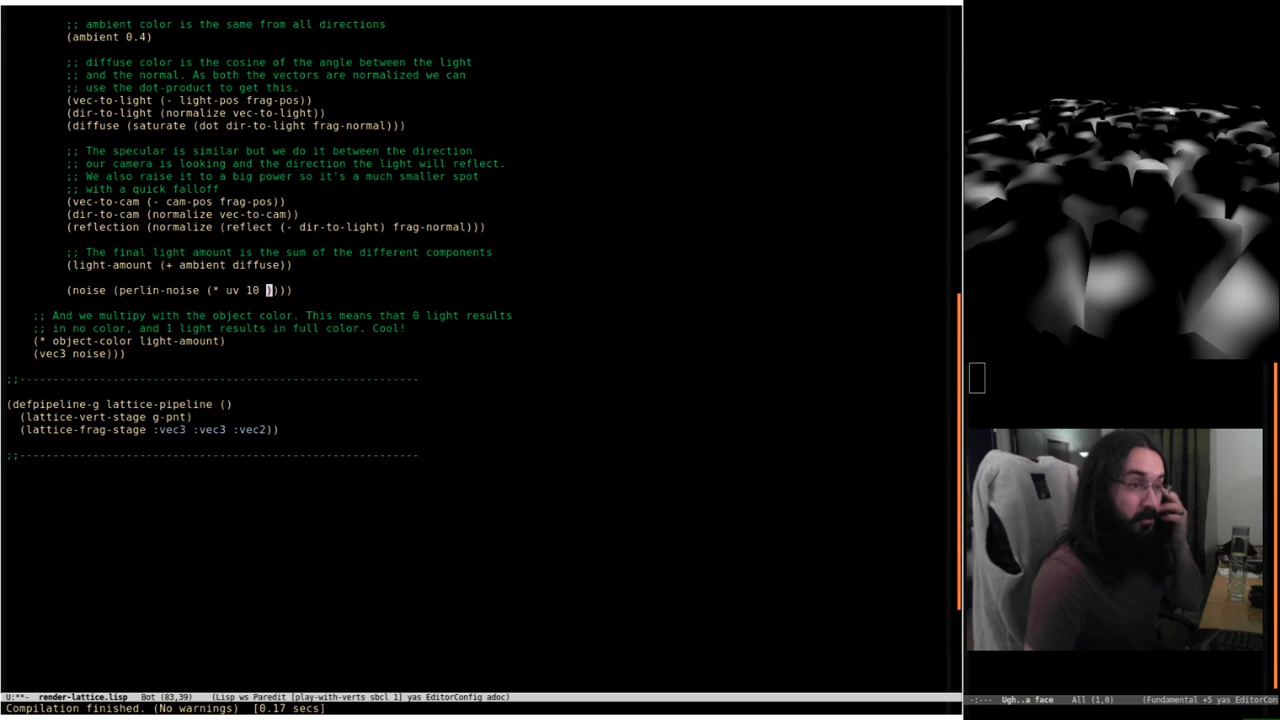 ;; ambient color is the same from all directions
(ambient 0.4)
;; diffuse color is the cosine of the angle between the light
;; and the normal. As both the vectors are normalized we can
;; use the dot-product to get this.
(vec-to-light (- light-pos frag-pos))
(dir-to-light (normalize vec-to-light))
(diffuse (saturate (dot dir-to-light frag-normal)))
;; The specular is similar but we do it between the direction
;; our camera is looking and the direction the light will reflect.
;; We also raise it to a big power so it's a much smaller spot
;; with a quick falloff
(vec-to-cam (- cam-pos frag-pos))
(dir-to-cam (normalize vec-to-cam))
(reflection (normalize (reflect (- dir-to-light) frag-normal)))
;; The final light amount is the sum of the different components
(light-amount (+ ambient diffuse))
(noise (perlin-noise (* uv 10 ))))
;; And we multipy with the object color. This means that 0 light results
;; in no color, and 1 light results in full color. Cool!
(* object-color light-amount)
(vec3 noise)))
;;------------------------------------------------------------
(defpipeline-g lattice-pipeline ()
(lattice-vert-stage g-pnt)
(lattice-frag-stage :vec3 :vec3 :vec2))
;;------------------------------------------------------------
U:**- render-lattice.lisp Bot (83,39) (Lisp ws Paredit [play-with-verts sbcl 1] yas EditorConfig adoc)
Compilation finished. (No warnings) [0.17 secs]
-:--- Ugh..a face All (1,0) (Fundamental +5 yas EditorCon